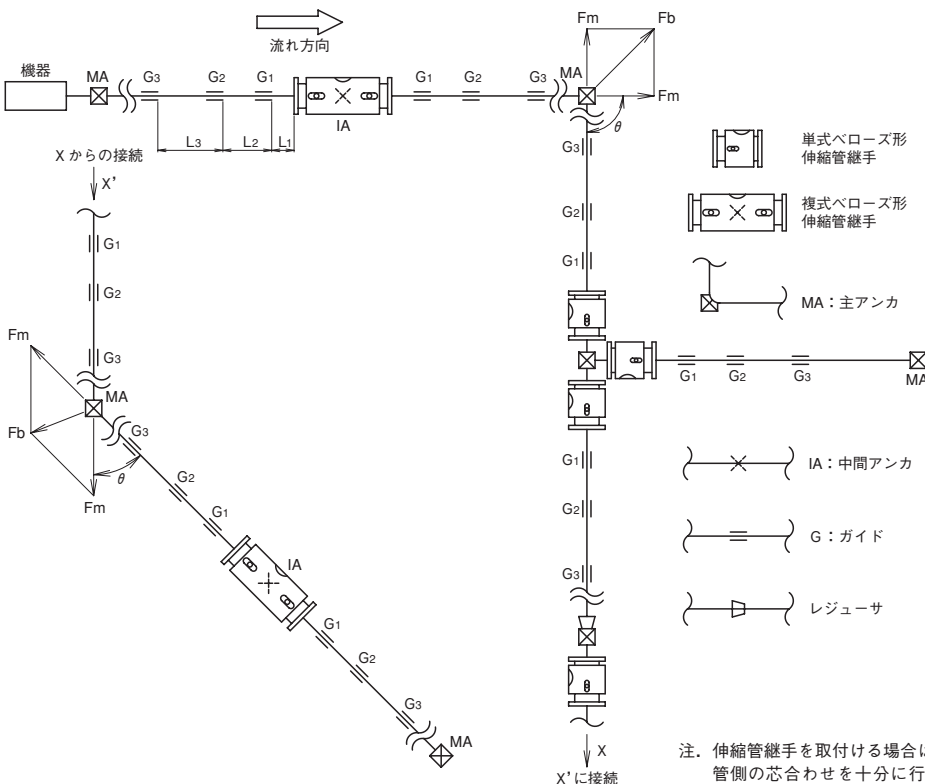 流れ方向
機器
MA
G3
G2
G1
IA
G1
G2
G3
MA
Fm
Fb
Fm
θ
L3
L2
L1
Xからの接続
X'
G1
G2
G3
Fm
MA
Fb
Fm
θ
G3
G2
G1
IA
G1
G2
G3
MA
G3
G2
G1
G1
G2
G3
MA
G1
G2
G3
X
X'に接続
単式ベローズ形
伸縮管継手
複式ベローズ形
伸縮管継手
MA：主アンカ
IA：中間アンカ
G：ガイド
レジューサ
注．伸縮管継手を取付ける場合は
管側の芯合わせを十分に行